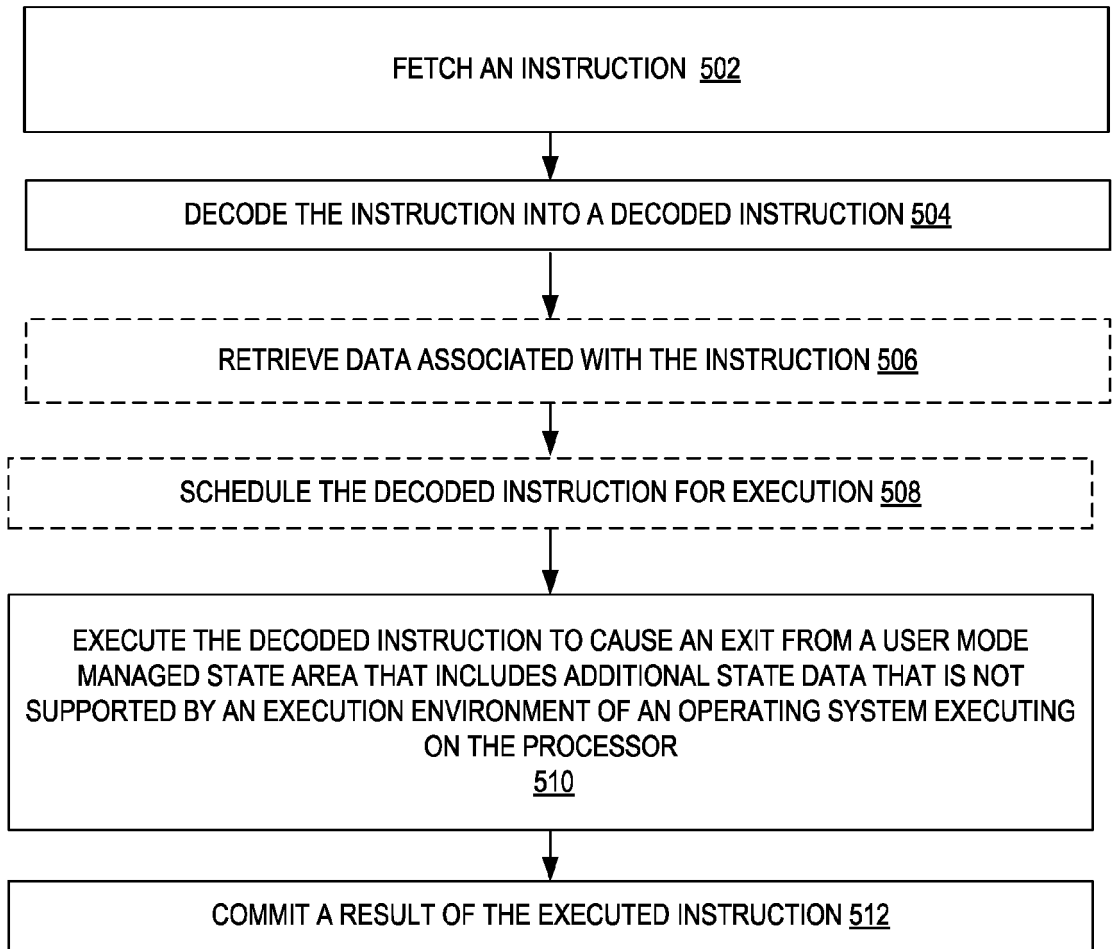 FETCH AN INSTRUCTION 502
DECODE THE INSTRUCTION INTO A DECODED INSTRUCTION 504
RETRIEVE DATA ASSOCIATED WITH THE INSTRUCTION 506
SCHEDULE THE DECODED INSTRUCTION FOR EXECUTION 508
EXECUTE THE DECODED INSTRUCTION TO CAUSE AN EXIT FROM A USER MODE
MANAGED STATE AREA THAT INCLUDES ADDITIONAL STATE DATA THAT IS NOT
SUPPORTED BY AN EXECUTION ENVIRONMENT OF AN OPERATING SYSTEM EXECUTING
ON THE PROCESSOR
510
COMMIT A RESULT OF THE EXECUTED INSTRUCTION 512